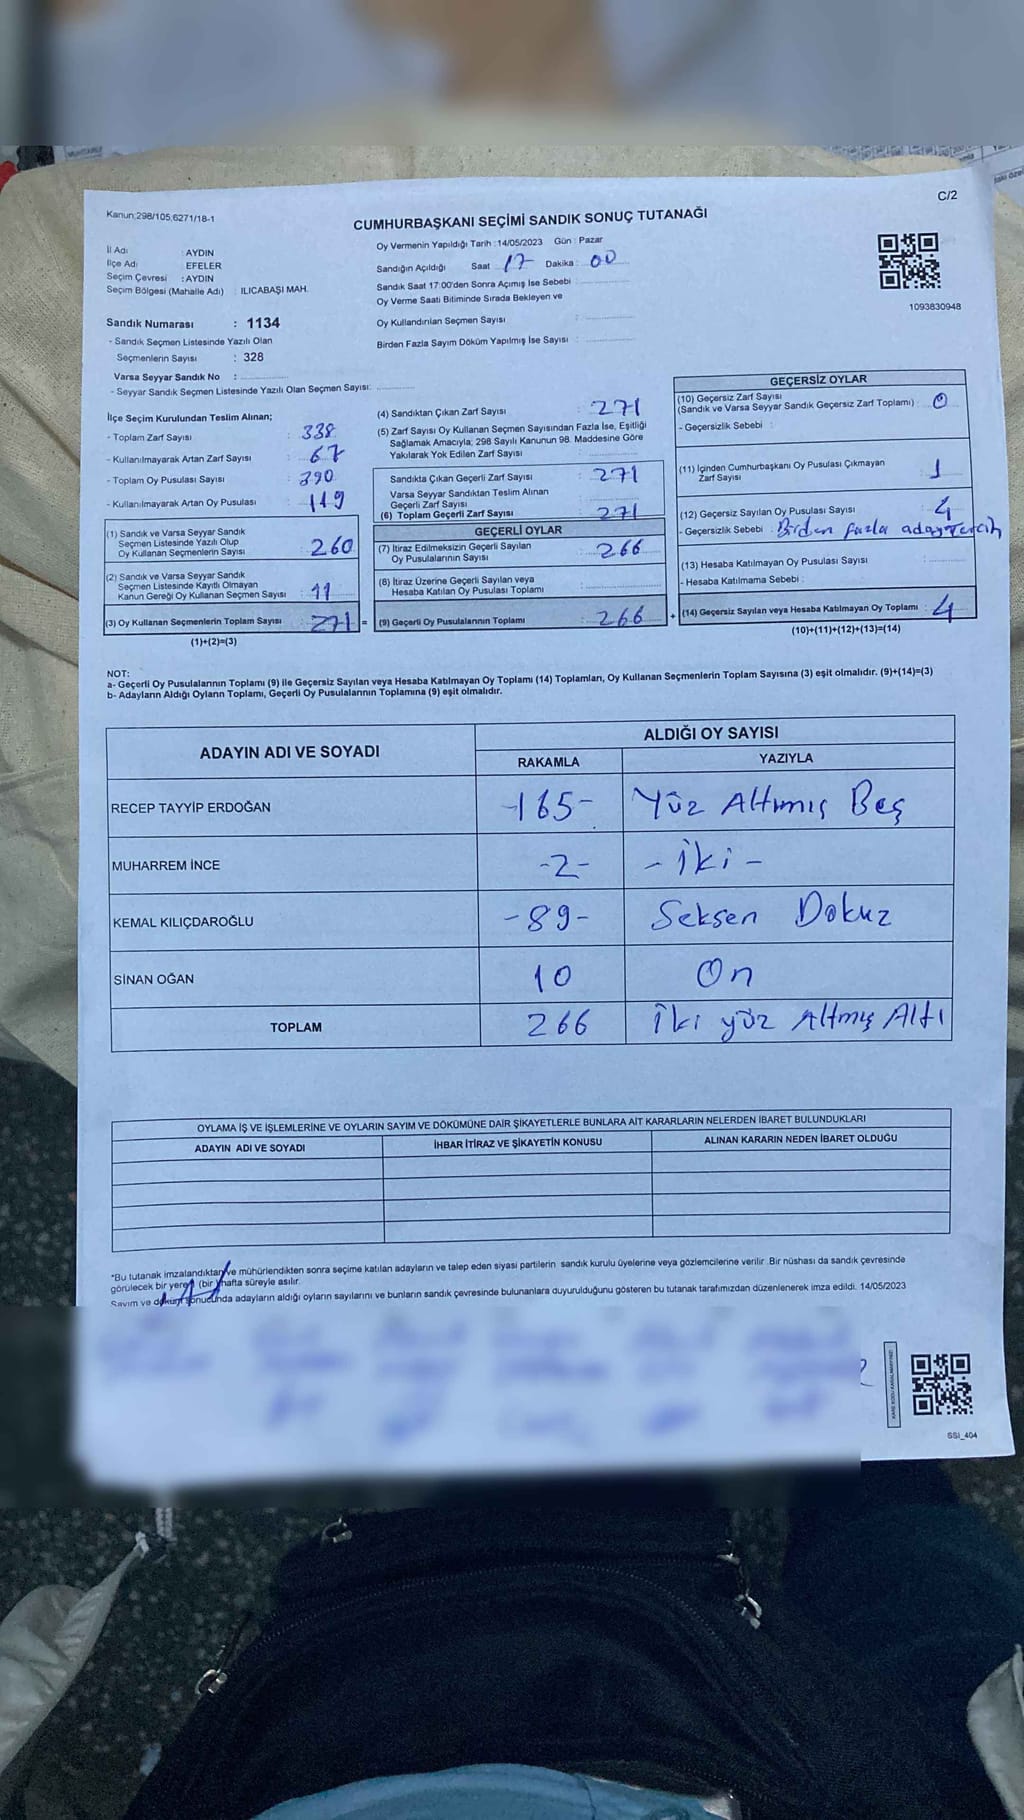 C/2
Kanun;298/105,6271/18-1
CUMHURBAŞKANI SEÇİMİ SANDIK SONUÇ TUTANAĞI
İl Adı : AYDIN
İlçe Adı : EFELER
Seçim Çevresi : AYDIN
Seçim Bölgesi (Mahalle Adı) : ILICABAŞI MAH.
Sandık Numarası : 1134
- Sandık Seçmen Listesinde Yazılı Olan
Seçmenlerin Sayısı : 328
Varsa Seyyar Sandık No :
- Seyyar Sandık Seçmen Listesinde Yazılı Olan Seçmen Sayısı:
Oy Vermenin Yapıldığı Tarih : 14/05/2023 Gün : Pazar
Sandığın Açıldığı Saat 17 Dakika : 00
Sandık Saat 17:00'den Sonra Açımış İse Sebebi :
Oy Verme Saati Bitiminde Sırada Bekleyen ve
Oy Kullandırılan Seçmen Sayısı :
Birden Fazla Sayım Döküm Yapılmış İse Sayısı :
1093830948
İlçe Seçim Kurulundan Teslim Alınan;
- Toplam Zarf Sayısı : 338
- Kullanılmayarak Artan Zarf Sayısı : 67
- Toplam Oy Pusulası Sayısı : 390
- Kullanılmayarak Artan Oy Pusulası : 119
(1) Sandık ve Varsa Seyyar Sandık
Seçmen Listesinde Yazılı Olup
Oy Kullanan Seçmenlerin Sayısı : 260
(2) Sandık ve Varsa Seyyar Sandık
Seçmen Listesinde Kayıtlı Olmayan
Kanun Gereği Oy Kullanan Seçmen Sayısı : 11
(3) Oy Kullanan Seçmenlerin Toplam Sayısı : 271 =
(1)+(2)=(3)
(4) Sandıktan Çıkan Zarf Sayısı : 271
(5) Zarf Sayısı Oy Kullanan Seçmen Sayısından Fazla İse, Eşitliği
Sağlamak Amacıyla; 298 Sayılı Kanunun 98. Maddesine Göre
Yakılarak Yok Edilen Zarf Sayısı :
Sandıkta Çıkan Geçerli Zarf Sayısı : 271
Varsa Seyyar Sandıktan Teslim Alınan
Geçerli Zarf Sayısı :
(6) Toplam Geçerli Zarf Sayısı : 271
GEÇERLİ OYLAR
(7) İtiraz Edilmeksizin Geçerli Sayılan
Oy Pusulalarının Sayısı : 266
(8) İtiraz Üzerine Geçerli Sayılan veya
Hesaba Katılan Oy Pusulası Toplamı :
(9) Geçerli Oy Pusulalarının Toplamı : 266 +
GEÇERSİZ OYLAR
(10) Geçersiz Zarf Sayısı
(Sandık ve Varsa Seyyar Sandık Geçersiz Zarf Toplamı) : 0
- Geçersizlik Sebebi :
(11) İçinden Cumhurbaşkanı Oy Pusulası Çıkmayan
Zarf Sayısı : 1
(12) Geçersiz Sayılan Oy Pusulası Sayısı : 4
- Geçersizlik Sebebi : Birden fazla aday Tercih
(13) Hesaba Katılmayan Oy Pusulası Sayısı :
- Hesaba Katılmama Sebebi :
(14) Geçersiz Sayılan veya Hesaba Katılmayan Oy Toplamı : 4
(10)+(11)+(12)+(13)=(14)
NOT:
a- Geçerli Oy Pusulalarının Toplamı (9) ile Geçersiz Sayılan veya Hesaba Katılmayan Oy Toplamı (14) Toplamları, Oy Kullanan Seçmenlerin Toplam Sayısına (3) eşit olmalıdır. (9)+(14)=(3)
b- Adayların Aldığı Oyların Toplamı, Geçerli Oy Pusulalarının Toplamına (9) eşit olmalıdır.
ADAYIN ADI VE SOYADI ALDIĞI OY SAYISI
RAKAMLA YAZIYLA
RECEP TAYYİP ERDOĞAN -165- Yüz Altmış Beş
MUHARREM İNCE -2- - İki -
KEMAL KILIÇDAROĞLU -89- Seksen Dokuz
SİNAN OĞAN 10 On
TOPLAM 266 İki yüz Altmış Altı
OYLAMA İŞ VE İŞLEMLERİNE VE OYLARIN SAYIM VE DÖKÜMÜNE DAİR ŞİKAYETLERLE BUNLARA AİT KARARLARIN NELERDEN İBARET BULUNDUKLARI
ADAYIN ADI VE SOYADI İHBAR İTİRAZ VE ŞİKAYETİN KONUSU ALINAN KARARIN NEDEN İBARET OLDUĞU
*Bu tutanak imzalandıktan ve mühürlendikten sonra seçime katılan adayların ve talep eden siyasi partilerin sandık kurulu üyelerine veya gözlemcilerine verilir. Bir nüshası da sandık çevresinde
görülecek bir yere (bir) hafta süreyle asılır.
Sayım ve döküm sonucunda adayların aldığı oyların sayılarını ve bunların sandık çevresinde bulunanlara duyurulduğunu gösteren bu tutanak tarafımızdan düzenlenerek imza edildi. 14/05/2023
SSI_404